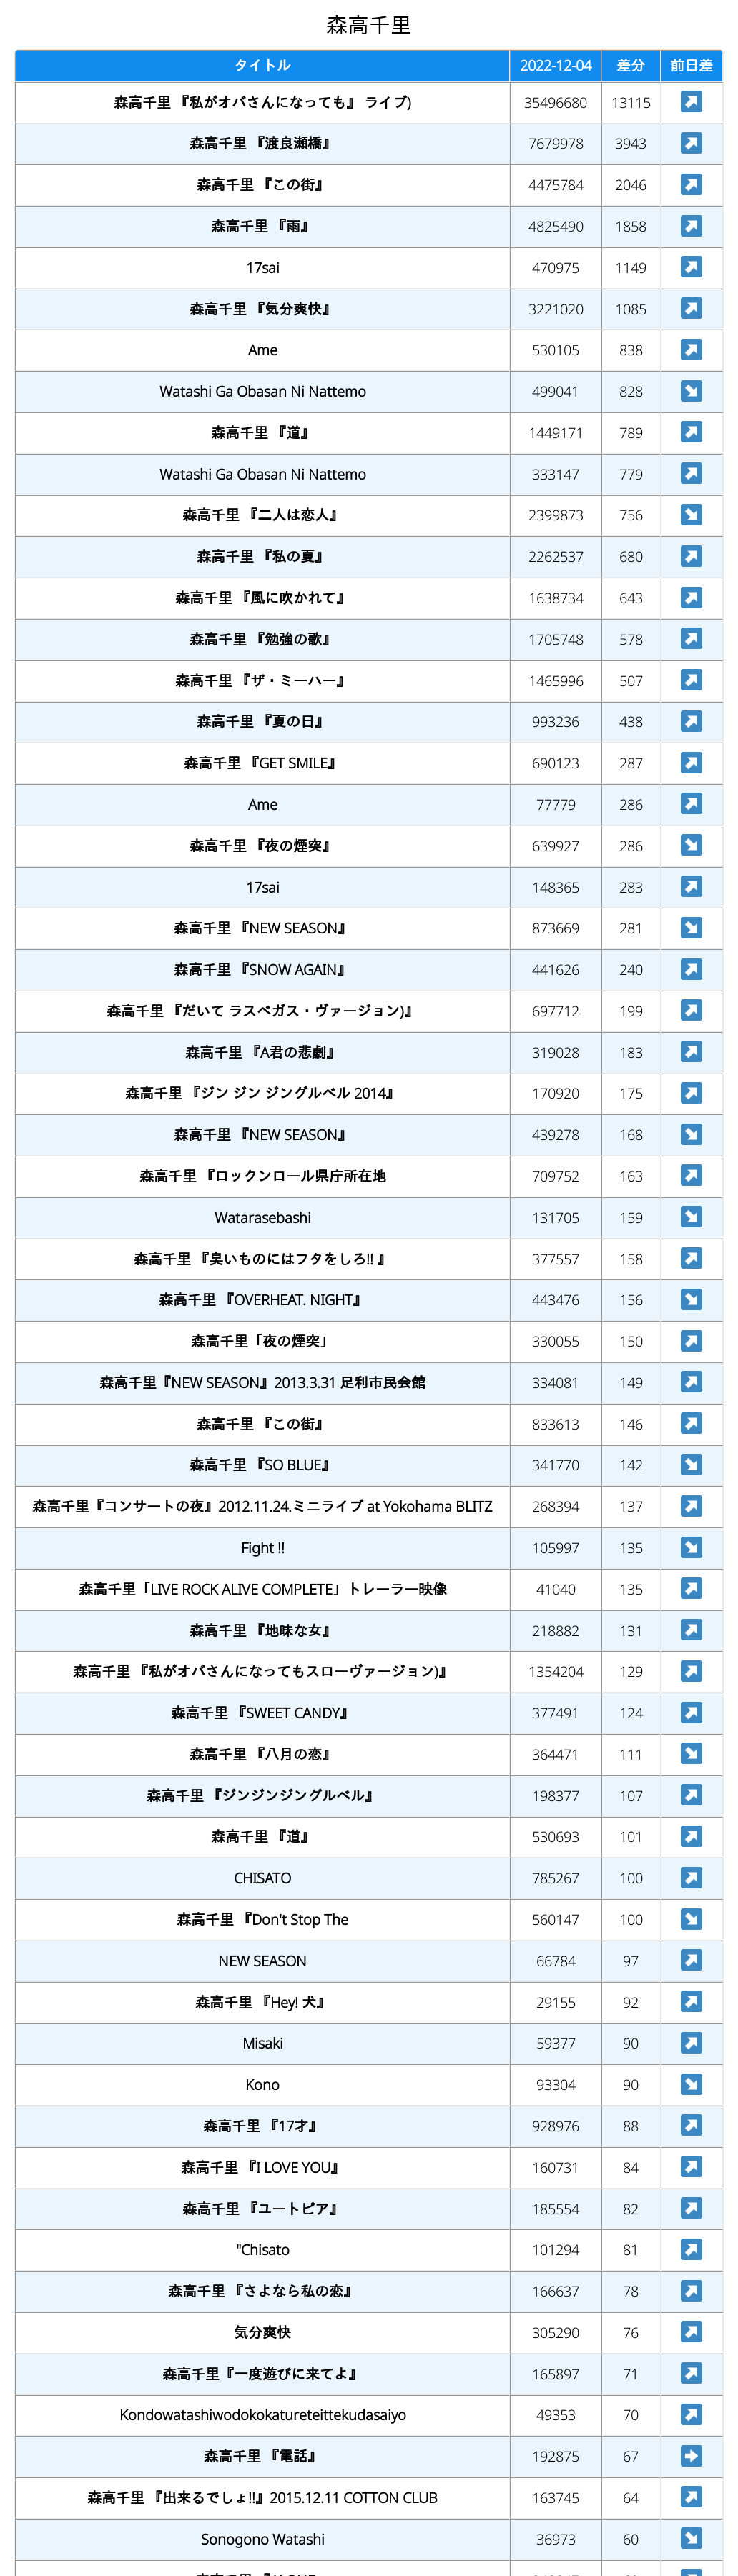 森高千里
タイトル 2022-12-04 差分 前日差
森高千里 『私がオバさんになっても』 ライブ) 35496680 13115
森高千里 『渡良瀬橋』 7679978 3943
森高千里 『この街』 4475784 2046
森高千里 『雨』 4825490 1858
17sai 470975 1149
森高千里 『気分爽快』 3221020 1085
Ame 530105 838
Watashi Ga Obasan Ni Nattemo 499041 828
森高千里 『道』 1449171 789
Watashi Ga Obasan Ni Nattemo 333147 779
森高千里 『二人は恋人』 2399873 756
森高千里 『私の夏』 2262537 680
森高千里 『風に吹かれて』 1638734 643
森高千里 『勉強の歌』 1705748 578
森高千里 『ザ・ミーハー』 1465996 507
森高千里 『夏の日』 993236 438
森高千里 『GET SMILE』 690123 287
Ame 77779 286
森高千里 『夜の煙突』 639927 286
17sai 148365 283
森高千里 『NEW SEASON』 873669 281
森高千里 『SNOW AGAIN』 441626 240
森高千里 『だいて ラスベガス・ヴァージョン)』 697712 199
森高千里 『A君の悲劇』 319028 183
森高千里 『ジン ジン ジングルベル 2014』 170920 175
森高千里 『NEW SEASON』 439278 168
森高千里 『ロックンロール県庁所在地 709752 163
Watarasebashi 131705 159
森高千里 『臭いものにはフタをしろ!! 』 377557 158
森高千里 『OVERHEAT. NIGHT』 443476 156
森高千里「夜の煙突」 330055 150
森高千里『NEW SEASON』2013.3.31 足利市民会館 334081 149
森高千里 『この街』 833613 146
森高千里 『SO BLUE』 341770 142
森高千里『コンサートの夜』2012.11.24.ミニライブ at Yokohama BLITZ 268394 137
Fight !! 105997 135
森高千里「LIVE ROCK ALIVE COMPLETE」トレーラー映像 41040 135
森高千里 『地味な女』 218882 131
森高千里 『私がオバさんになってもスローヴァージョン)』 1354204 129
森高千里 『SWEET CANDY』 377491 124
森高千里 『八月の恋』 364471 111
森高千里 『ジンジンジングルベル』 198377 107
森高千里 『道』 530693 101
CHISATO 785267 100
森高千里 『Don't Stop The 560147 100
NEW SEASON 66784 97
森高千里 『Hey! 犬』 29155 92
Misaki 59377 90
Kono 93304 90
森高千里 『17才』 928976 88
森高千里 『I LOVE YOU』 160731 84
森高千里 『ユートピア』 185554 82
"Chisato 101294 81
森高千里 『さよなら私の恋』 166637 78
気分爽快 305290 76
森高千里『一度遊びに来てよ』 165897 71
Kondowatashiwodokokatureteittekudasaiyo 49353 70
森高千里 『電話』 192875 67
森高千里 『出来るでしょ!!』2015.12.11 COTTON CLUB 163745 64
Sonogono Watashi 36973 60